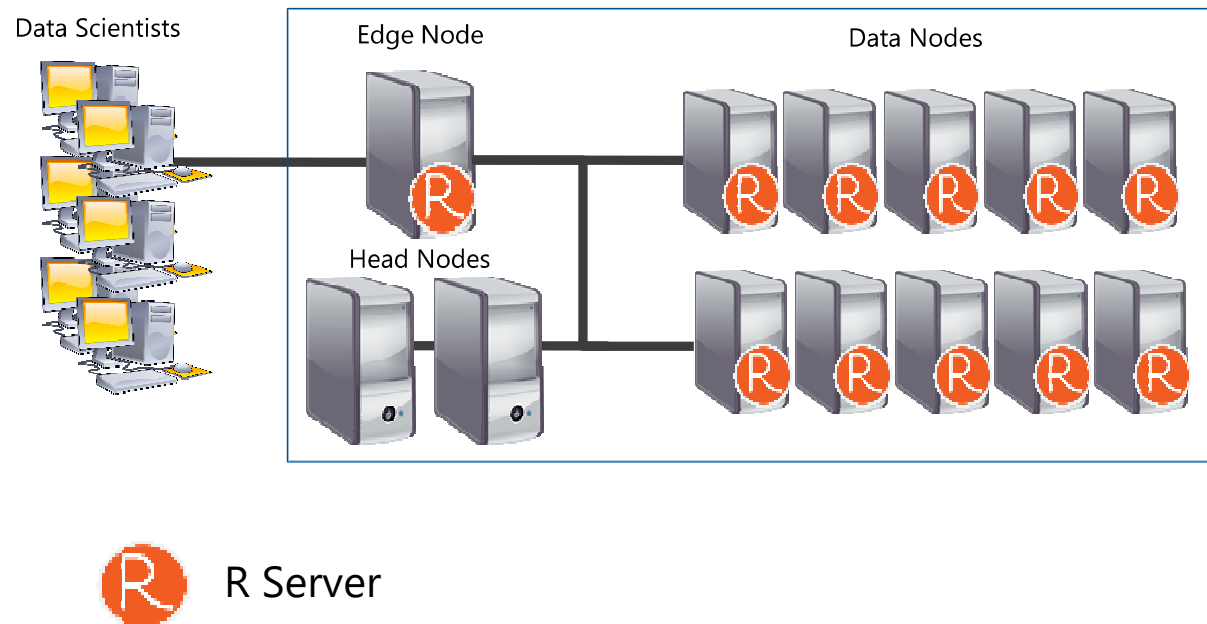 Data Scientists
Edge Node
Data Nodes
R
R
R
R
R
R
Head Nodes
R
R
R
R
R
R
R Server